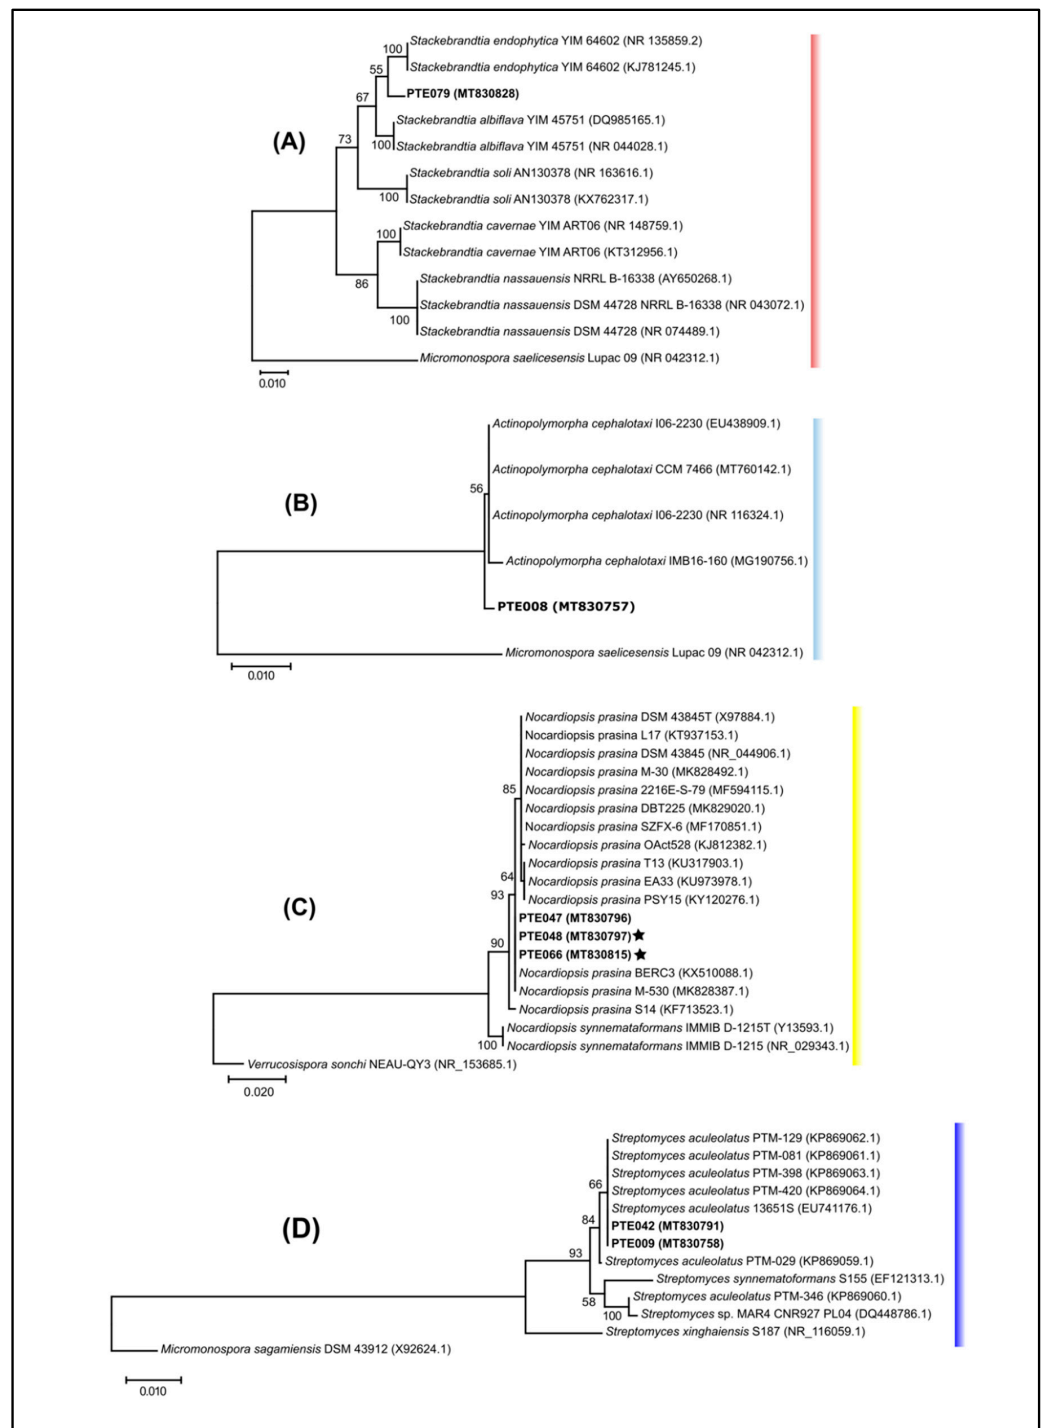 100
Stackebrandtia endophytica YIM 64602 (NR 135859.2)
55
Stackebrandtia endophytica YIM 64602 (KJ781245.1)
67
PTE079 (MT830828)
(A)
73
Stackebrandtia albiflava YIM 45751 (DQ985165.1)
100
Stackebrandtia albiflava YIM 45751 (NR 044028.1)
Stackebrandtia soli AN130378 (NR 163616.1)
100
Stackebrandtia soli AN130378 (KX762317.1)
100
Stackebrandtia cavernae YIM ART06 (NR 148759.1)
Stackebrandtia cavernae YIM ART06 (KT312956.1)
86
Stackebrandtia nassauensis NRRL B-16338 (AY650268.1)
Stackebrandtia nassauensis DSM 44728 NRRL B-16338 (NR 043072.1)
100
Stackebrandtia nassauensis DSM 44728 (NR 074489.1)
Micromonospora saelicesensis Lupac 09 (NR 042312.1)
0.010
Actinopolymorpha cephalotaxi I06-2230 (EU438909.1)
Actinopolymorpha cephalotaxi CCM 7466 (MT760142.1)
56
(B)
Actinopolymorpha cephalotaxi I06-2230 (NR 116324.1)
Actinopolymorpha cephalotaxi IMB16-160 (MG190756.1)
PTE008 (MT830757)
Micromonospora saelicesensis Lupac 09 (NR 042312.1)
0.010
Nocardiopsis prasina DSM 43845T (X97884.1)
Nocardiopsis prasina L17 (KT937153.1)
Nocardiopsis prasina DSM 43845 (NR_044906.1)
Nocardiopsis prasina M-30 (MK828492.1)
85
Nocardiopsis prasina 2216E-S-79 (MF594115.1)
Nocardiopsis prasina DBT225 (MK829020.1)
Nocardiopsis prasina SZFX-6 (MF170851.1)
Nocardiopsis prasina OAct528 (KJ812382.1)
Nocardiopsis prasina T13 (KU317903.1)
64
Nocardiopsis prasina EA33 (KU973978.1)
93
Nocardiopsis prasina PSY15 (KY120276.1)
(C)
PTE047 (MT830796)
PTE048 (MT830797)★
90
PTE066 (MT830815)★
Nocardiopsis prasina BERC3 (KX510088.1)
Nocardiopsis prasina M-530 (MK828387.1)
Nocardiopsis prasina S14 (KF713523.1)
Nocardiopsis synnemataformans IMMIB D-1215T (Y13593.1)
100
Nocardiopsis synnemataformans IMMIB D-1215 (NR_029343.1)
Verrucosispora sonchi NEAU-QY3 (NR_153685.1)
0.020
Streptomyces aculeolatus PTM-129 (KP869062.1)
Streptomyces aculeolatus PTM-081 (KP869061.1)
Streptomyces aculeolatus PTM-398 (KP869063.1)
66
Streptomyces aculeolatus PTM-420 (KP869064.1)
Streptomyces aculeolatus 13651S (EU741176.1)
84
(D)
PTE042 (MT830791)
PTE009 (MT830758)
93
Streptomyces aculeolatus PTM-029 (KP869059.1)
Streptomyces synnematoformans S155 (EF121313.1)
58
Streptomyces aculeolatus PTM-346 (KP869060.1)
100
Streptomyces sp. MAR4 CNR927 PL04 (DQ448786.1)
Streptomyces xinghaiensis S187 (NR_116059.1)
Micromonospora sagamiensis DSM 43912 (X92624.1)
0.010